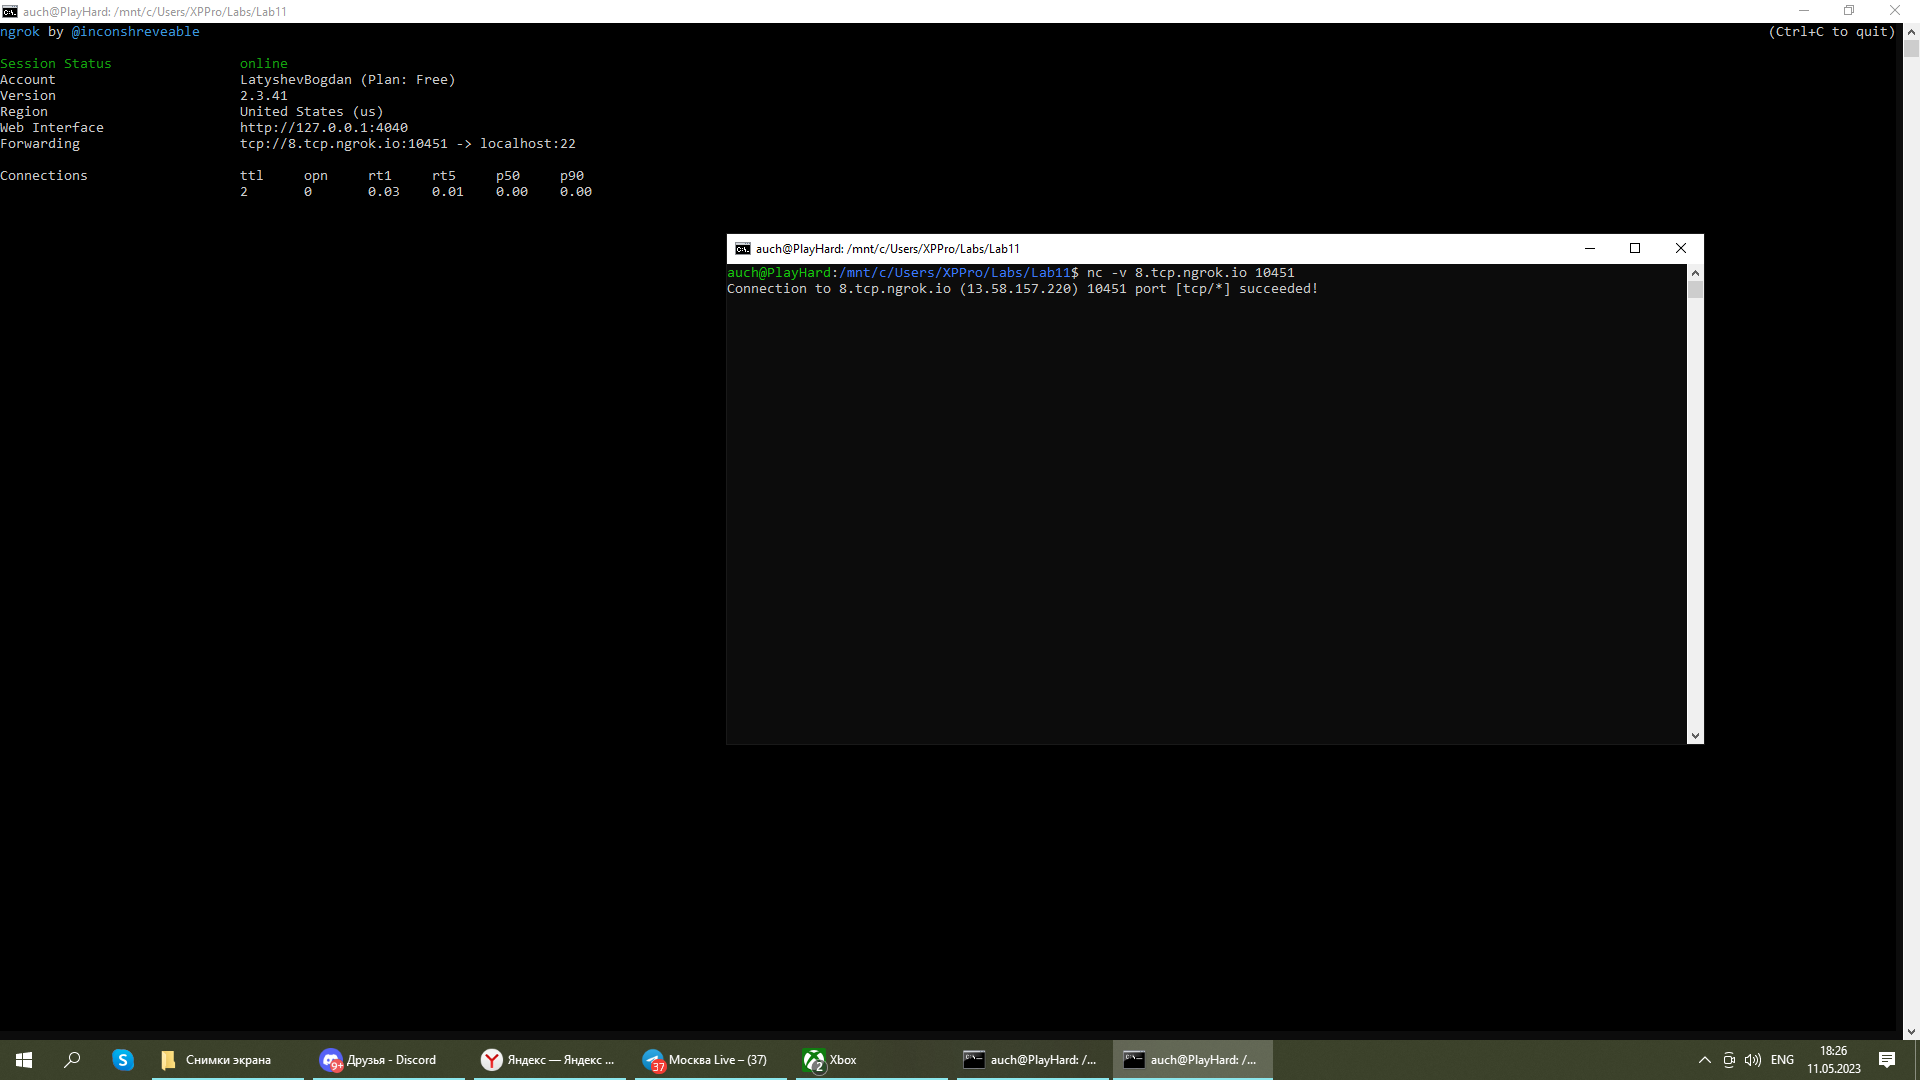 auch@PlayHard: /mnt/c/Users/XPPro/Labs/Lab11
ngrok by @inconshreveable (Ctrl+C to quit)
Session Status online
Account LatyshevBogdan (Plan: Free)
Version 2.3.41
Region United States (us)
Web Interface http://127.0.0.1:4040
Forwarding tcp://8.tcp.ngrok.io:10451 -> localhost:22
Connections ttl opn rt1 rt5 p50 p90
2 0 0.03 0.01 0.00 0.00
auch@PlayHard: /mnt/c/Users/XPPro/Labs/Lab11
auch@PlayHard:/mnt/c/Users/XPPro/Labs/Lab11$ nc -v 8.tcp.ngrok.io 10451
Connection to 8.tcp.ngrok.io (13.58.157.220) 10451 port [tcp/*] succeeded!
Снимки экрана
9+ Друзья - Discord
Яндекс — Яндекс ...
37 Москва Live – (37)
2 Xbox
auch@PlayHard: /...
auch@PlayHard: /...
ENG
18:26
11.05.2023